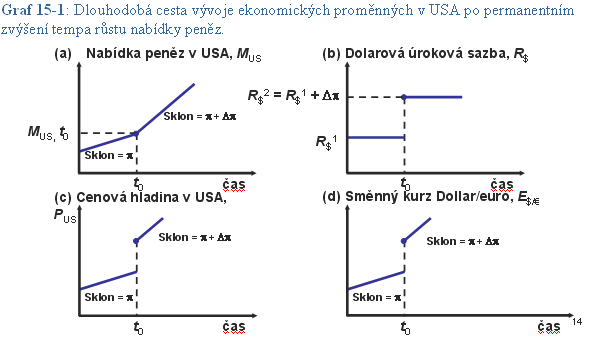 Graf 15-1: Dlouhodobá cesta vývoje ekonomických proměnných v USA po permanentním
zvýšení tempa růstu nabídky peněz.
(a) Nabídka peněz v USA, MUS
(b) Dolarová úroková sazba, R$
Sklon = π + Δπ
MUS, t0
Sklon = π
t0
čas
R$2 = R$1 + Δπ
R$1
t0
čas
(c) Cenová hladina v USA,
PUS
Sklon = π + Δπ
Sklon = π
t0
čas
(d) Směnný kurz Dollar/euro, E$/€
Sklon = π + Δπ
Sklon = π
t0
čas
14